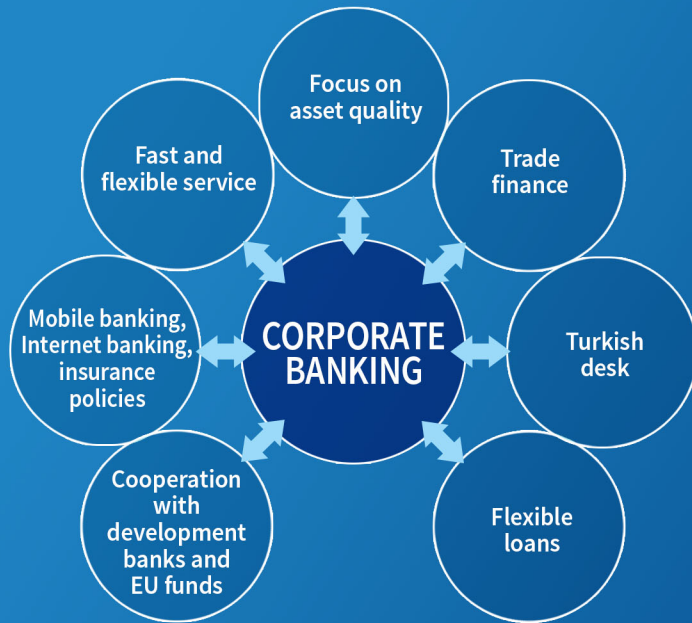 Focus on
asset quality
Fast and
flexible service
Trade
finance
Mobile banking,
Internet banking,
insurance
policies
CORPORATE
BANKING
Turkish
desk
Cooperation
with
development
banks and
EU funds
Flexible
loans